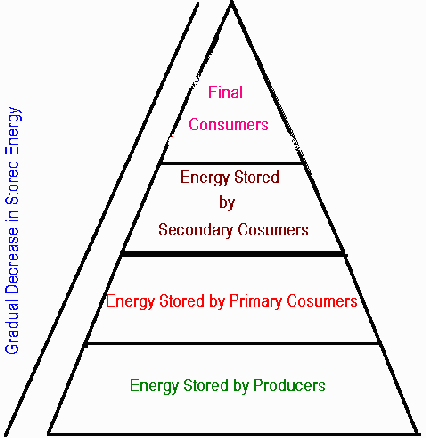 Final
Consumers
Energy Stored
by
Secondary Cosumers
Energy Stored by Primary Cosumers
Energy Stored by Producers
Gradual Decrease in Stored Energy